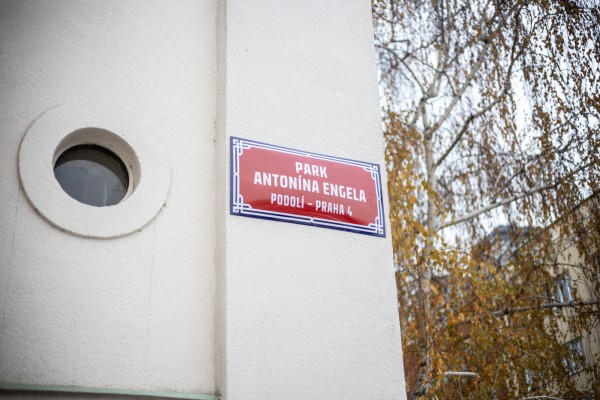 PARK
ANTONÍNA ENGELA
PODOLÍ – PRAHA 4